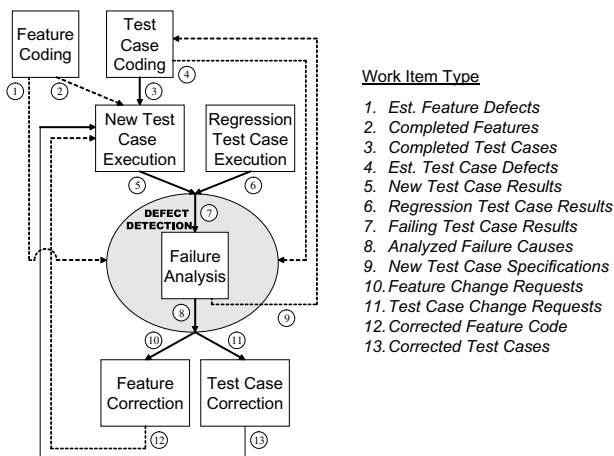 Feature
Coding
Test
Case
Coding
1
2
3
4
New Test
Case
Execution
Regression
Test Case
Execution
5
6
DEFECT
DETECTION
7
Failure
Analysis
8
9
10
11
Feature
Correction
Test Case
Correction
12
13
Work Item Type
1. Est. Feature Defects
2. Completed Features
3. Completed Test Cases
4. Est. Test Case Defects
5. New Test Case Results
6. Regression Test Case Results
7. Failing Test Case Results
8. Analyzed Failure Causes
9. New Test Case Specifications
10. Feature Change Requests
11. Test Case Change Requests
12. Corrected Feature Code
13. Corrected Test Cases